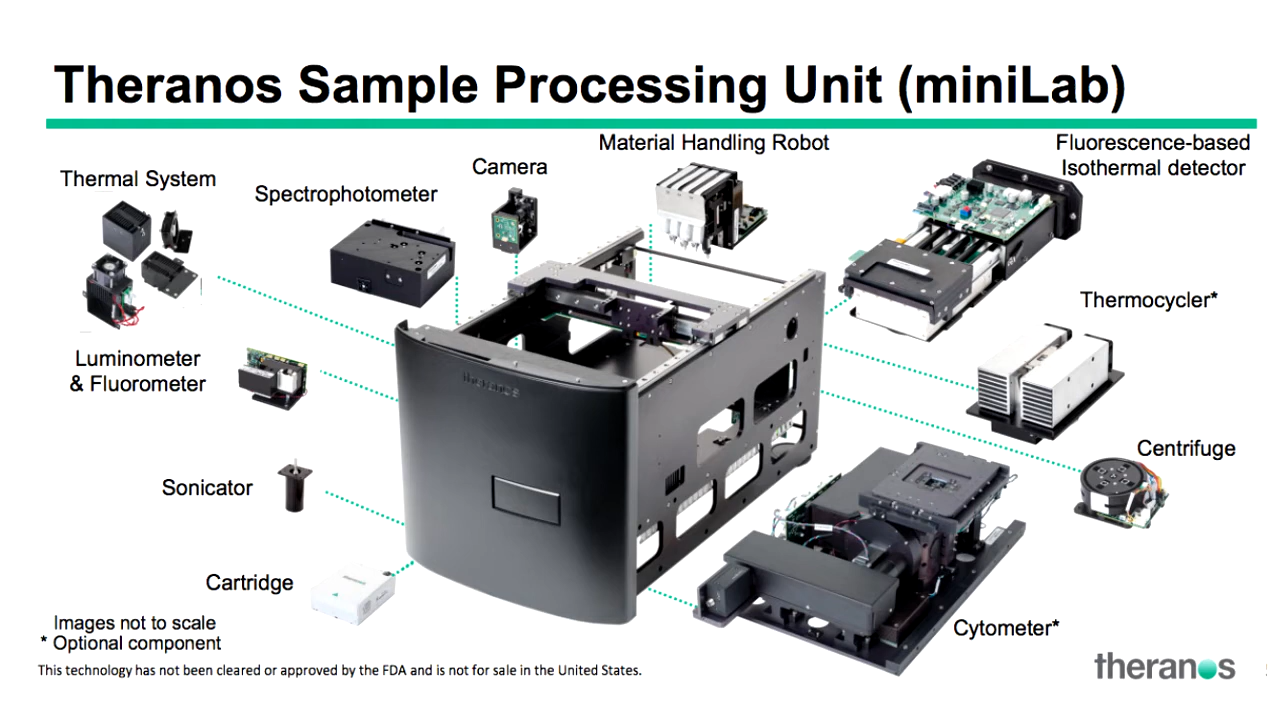 Theranos Sample Processing Unit (miniLab)
Material Handling Robot
Fluorescence-based
Isothermal detector
Camera
Thermal System
Spectrophotometer
Thermocycler*
Luminometer
& Fluorometer
theranos
Centrifuge
Sonicator
Cartridge
Images not to scale
* Optional component
Cytometer*
This technology has not been cleared or approved by the FDA and is not for sale in the United States.
theranos